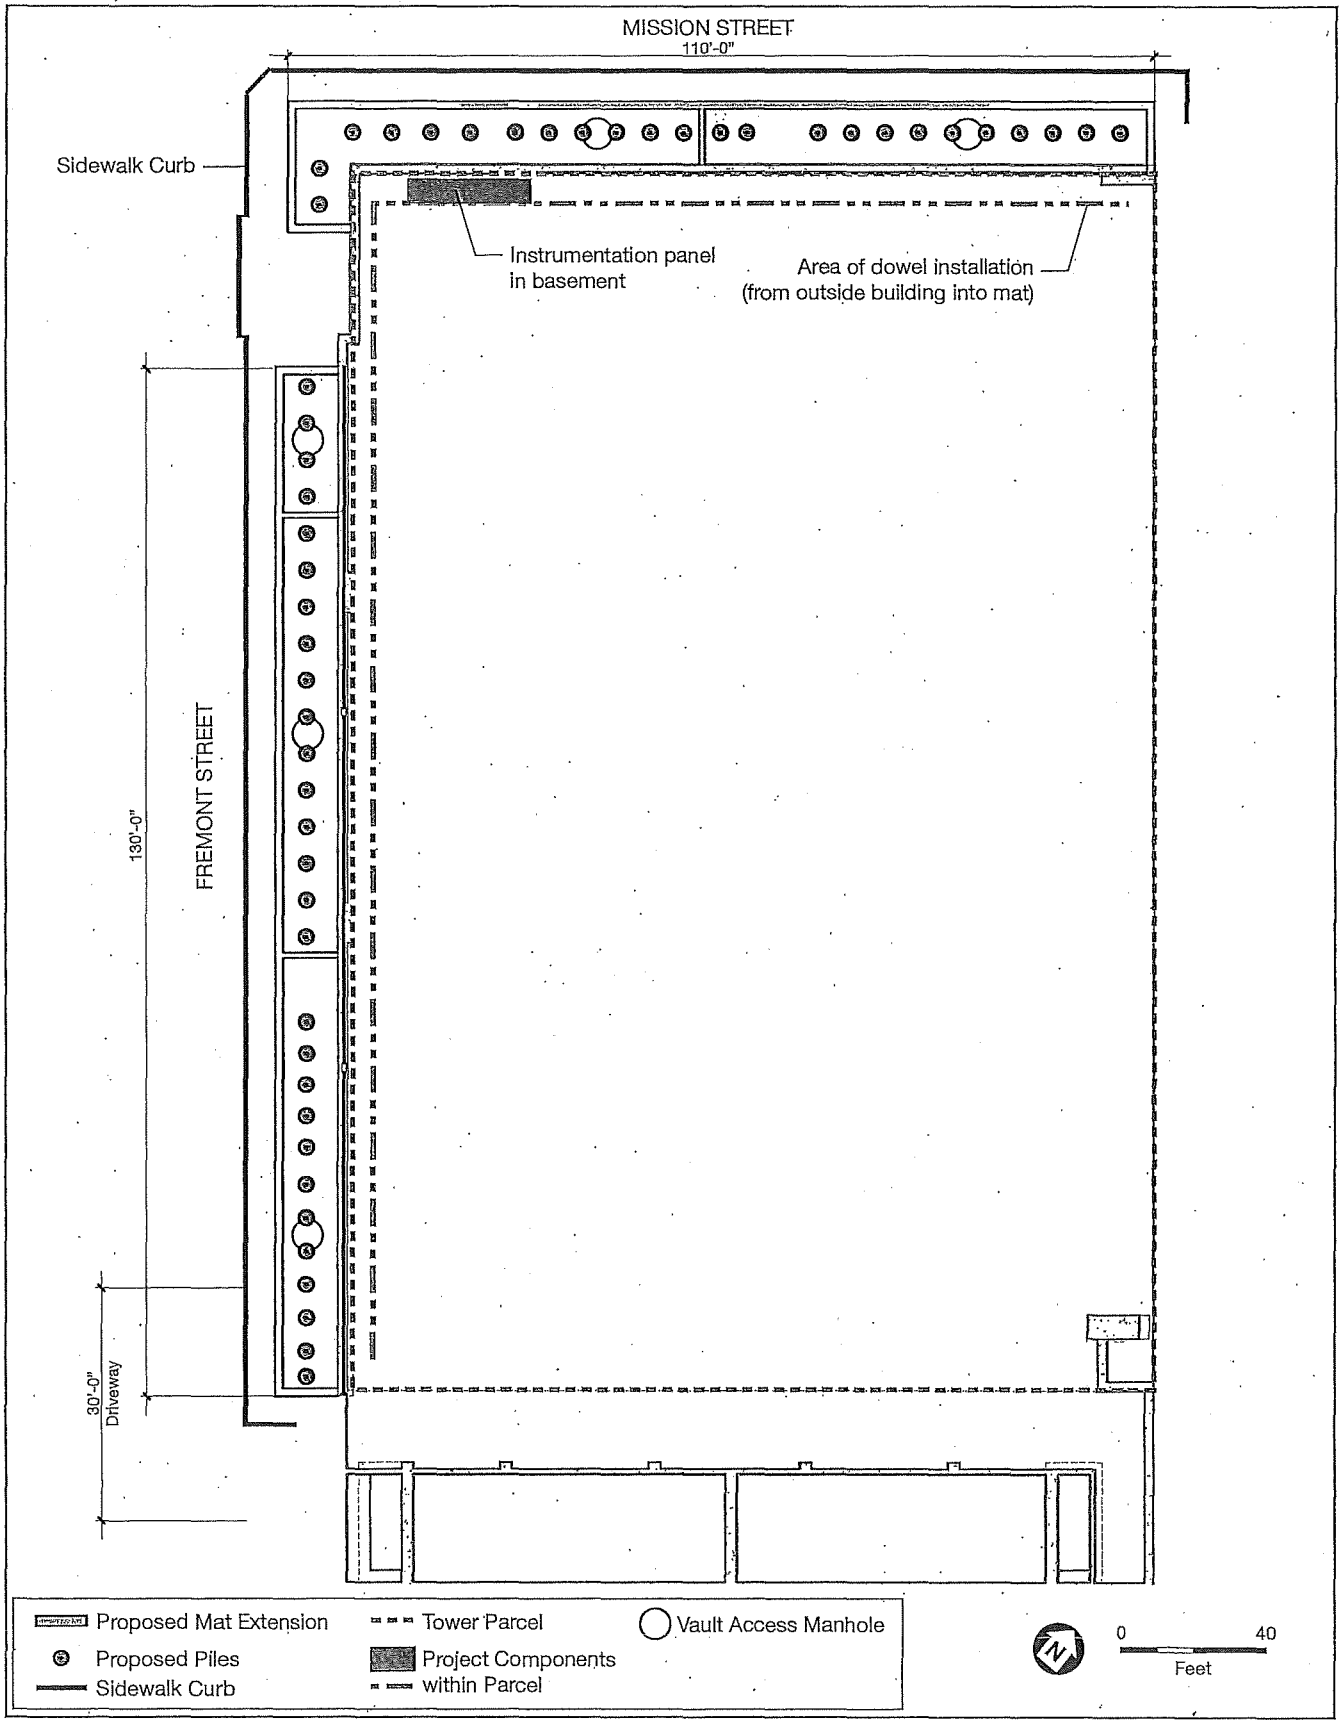 MISSION STREET
110'-0"
Sidewalk Curb
Instrumentation panel
in basement
Area of dowel installation
(from outside building into mat)
FREMONT STREET
130'-0"
30'-0"
Driveway
Proposed Mat Extension
Proposed Piles
Sidewalk Curb
Tower Parcel
Project Components
within Parcel
Vault Access Manhole
N
0 40
Feet